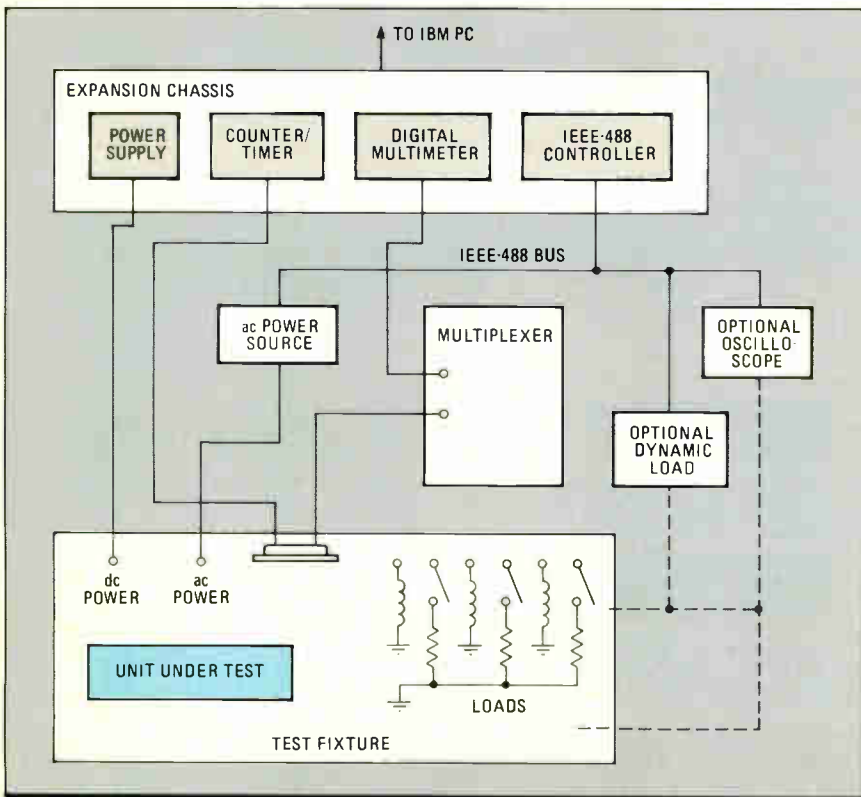 TO IBM PC
EXPANSION CHASSIS
POWER
SUPPLY
COUNTER/
TIMER
DIGITAL
MULTIMETER
IEEE-488
CONTROLLER
IEEE-488 BUS
ac POWER
SOURCE
MULTIPLEXER
OPTIONAL
OSCILLO-
SCOPE
OPTIONAL
DYNAMIC
LOAD
dc
POWER
ac
POWER
UNIT UNDER TEST
LOADS
TEST FIXTURE